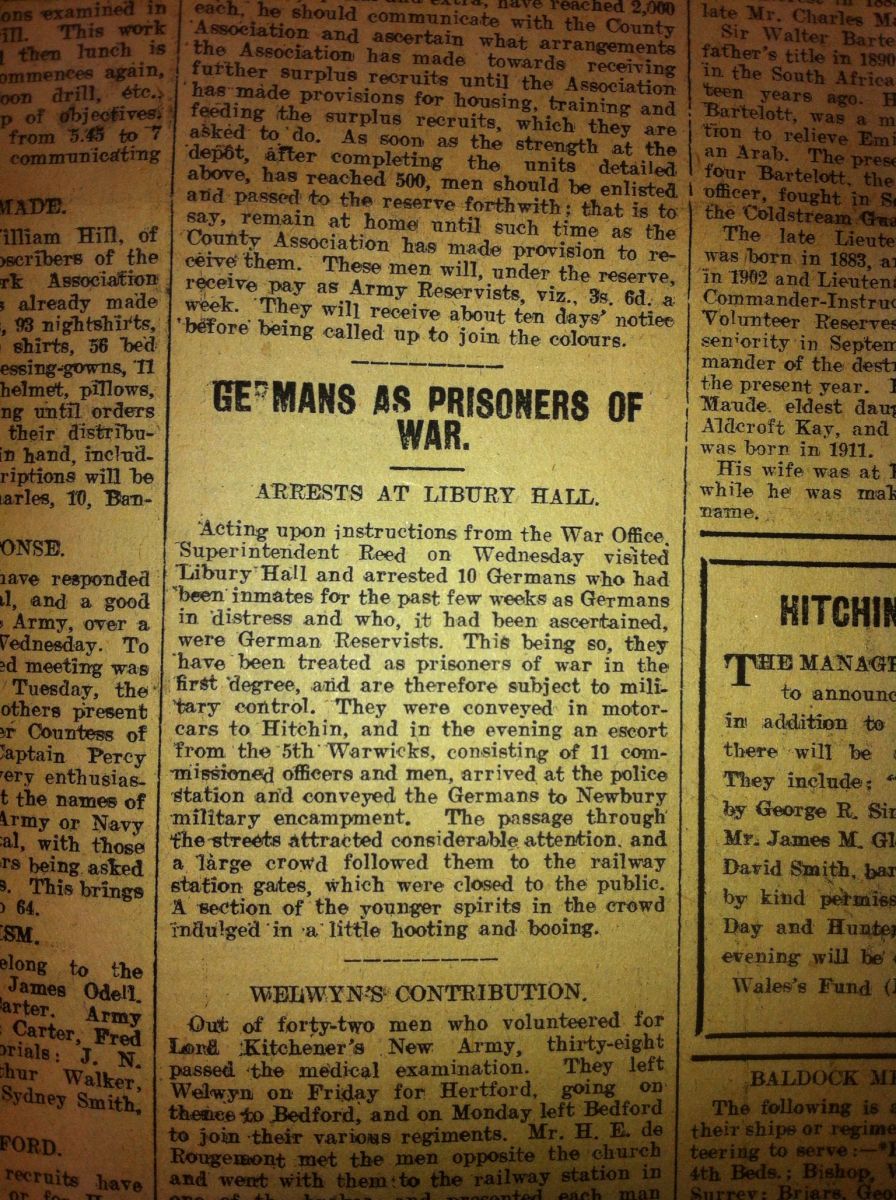 ons examined in
ill. This work
then lunch is
ommences again,
oon drill, etc.,
p of objectives.
from 3.45 to 7
communicating
MADE.
illiam Hill, of
bscribers of the
rk Association
s already made
, 93 nightshirts,
shirts, 56 bed
essing-gowns, 11
helmet, pillows,
ng until orders
their distribu-
in hand, includ-
riptions will be
harles, 10, Ban-
ONSE.
have responded
al, and a good
Army, over a
Wednesday. To
ed meeting was
Tuesday, the
others present
er Countess of
Captain Percy
very enthusias-
t the names of
Army or Navy
tal, with those
rs being asked
s. This brings
o 64.
ISM.
elong to the
James Odell.
arter. Army
Carter, Fred
orials: J. N.
thur Walker,
Sydney Smith,
FORD.
recruits have
each, he should communicate with the County
Association and ascertain what arrangements
the Association has made towards receiving
further surplus recruits until the Association
has made provisions for housing, training and
feeding the surplus recruits, which they are
asked to do. As soon as the strength at the
depôt, after completing the units detailed
above, has reached 500, men should be enlisted
and passed to the reserve forthwith; that is to
say, remain at home until such time as the
County Association has made provision to re-
ceive them. These men will, under the reserve,
receive pay as Army Reservists, viz., 3s. 6d. a
week. They will receive about ten days' notice
before being called up to join the colours.
GERMANS AS PRISONERS OF
WAR.
ARRESTS AT LIBURY HALL.
Acting upon instructions from the War Office,
Superintendent Reed on Wednesday visited
Libury Hall and arrested 10 Germans who had
been inmates for the past few weeks as Germans
in distress and who, it had been ascertained,
were German Reservists. This being so, they
have been treated as prisoners of war in the
first degree, and are therefore subject to mili-
tary control. They were conveyed in motor-
cars to Hitchin, and in the evening an escort
from the 5th Warwicks, consisting of 11 com-
missioned officers and men, arrived at the police
station and conveyed the Germans to Newbury
military encampment. The passage through
the streets attracted considerable attention, and
a large crowd followed them to the railway
station gates, which were closed to the public.
A section of the younger spirits in the crowd
indulged in a little hooting and booing.
WELWYN'S CONTRIBUTION.
Out of forty-two men who volunteered for
Lord Kitchener's New Army, thirty-eight
passed the medical examination. They left
Welwyn on Friday for Hertford, going on
thence to Bedford, and on Monday left Bedford
to join their various regiments. Mr. H. E. de
Rougemont met the men opposite the church
and went with them to the railway station in
late Mr. Charles M
Sir Walter Barte
father's title in 1890
in the South Africa
teen years ago. H
Bartelott, was a m
tion to relieve Emi
an Arab. The prese
four Bartelott, the
officer, fought in S
the Coldstream Gua
The late Lieute
was born in 1883, a
in 1902 and Lieuten
Commander-Instruc
Volunteer Reserves
seniority in Septem
mander of the dest
the present year.
Maude, eldest dau
Aldcroft Kay, and
was born in 1911.
His wife was at
while he was mak
name.
HITCHIN
THE MANAGE
to announc
in addition to
there will be
They include: "
by George R. Sin
Mr. James M. Gl
David Smith, bar
by kind permiss
Day and Hunter
evening will be
Wales's Fund (
BALDOCK ME
The following is a
their ships or regime
teering to serve:—
4th Beds.; Bishop,
Surrey; Briers, G.